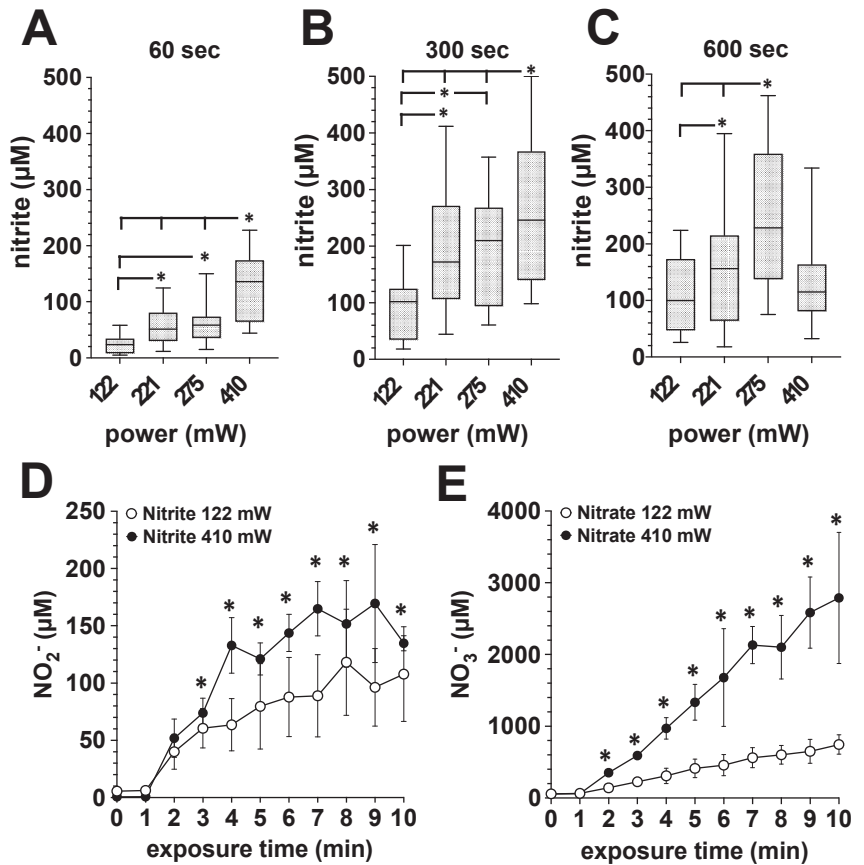 A
60 sec
500
400
300
200
100
0
nitrite (µM)
*
*
*
122
221
275
410
power (mW)
B
300 sec
500
400
300
200
100
0
nitrite (µM)
*
*
*
122
221
275
410
power (mW)
C
600 sec
500
400
300
200
100
0
nitrite (µM)
*
*
122
221
275
410
power (mW)
D
Nitrite 122 mW
Nitrite 410 mW
250
200
150
100
50
0
NO₂⁻ (µM)
* * * * * * * *
0 1 2 3 4 5 6 7 8 9 10
exposure time (min)
E
Nitrate 122 mW
Nitrate 410 mW
4000
3000
2000
1000
0
NO₃⁻ (µM)
* * * * * * * * *
0 1 2 3 4 5 6 7 8 9 10
exposure time (min)